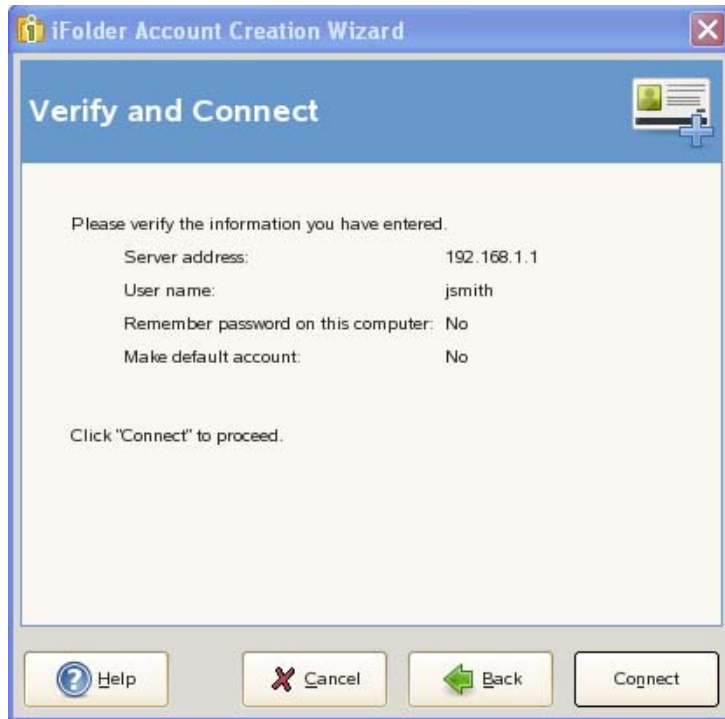 iFolder Account Creation Wizard
Verify and Connect
Please verify the information you have entered.
Server address: 192.168.1.1
User name: jsmith
Remember password on this computer: No
Make default account: No
Click "Connect" to proceed.
Help Cancel Back Connect